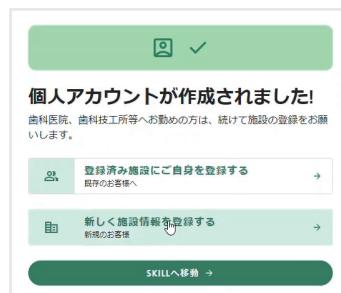 個人アカウントが作成されました!
歯科医院、歯科技工所等へお勤めの方は、続けて施設の登録をお願
いします。
登録済み施設にご自身を登録する
既存のお客様へ
新しく施設情報を登録する
新規のお客様
SKILLへ移動 →